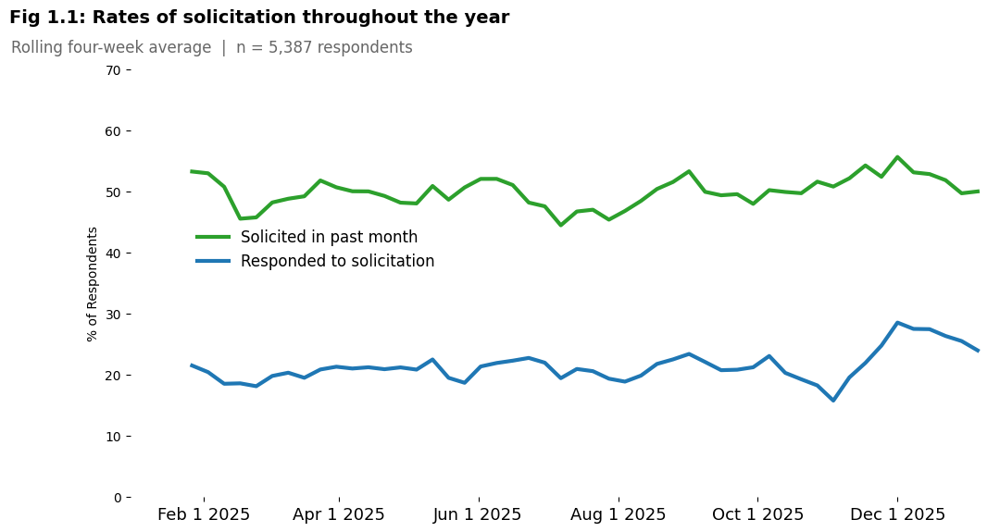 Fig 1.1: Rates of solicitation throughout the year
Rolling four-week average | n = 5,387 respondents
70
60
50
40
30
20
10
0
% of Respondents
Solicited in past month
Responded to solicitation
Feb 1 2025
Apr 1 2025
Jun 1 2025
Aug 1 2025
Oct 1 2025
Dec 1 2025